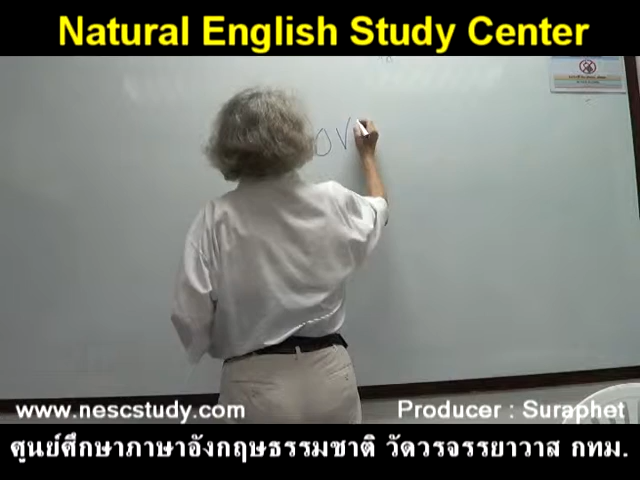 Natural English Study Center
OV
www.nescstudy.com
Producer : Suraphet
ศูนย์ศึกษาภาษาอังกฤษธรรมชาติ วัดวรจรรยาวาส กทม.